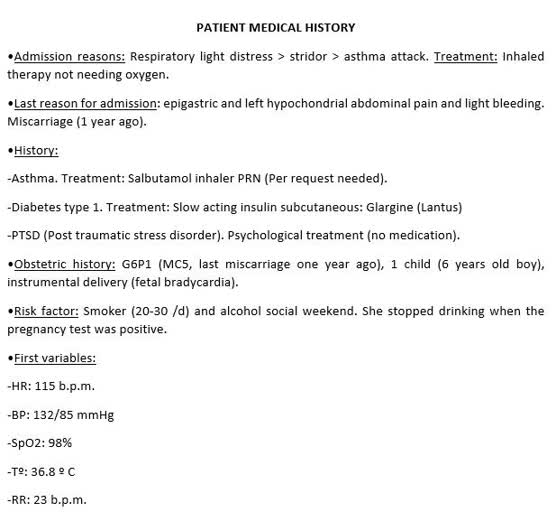 PATIENT MEDICAL HISTORY
•Admission reasons: Respiratory light distress > stridor > asthma attack. Treatment: Inhaled
therapy not needing oxygen.
•Last reason for admission: epigastric and left hypochondrial abdominal pain and light bleeding.
Miscarriage (1 year ago).
•History:
-Asthma. Treatment: Salbutamol inhaler PRN (Per request needed).
-Diabetes type 1. Treatment: Slow acting insulin subcutaneous: Glargine (Lantus)
-PTSD (Post traumatic stress disorder). Psychological treatment (no medication).
•Obstetric history: G6P1 (MC5, last miscarriage one year ago), 1 child (6 years old boy),
instrumental delivery (fetal bradycardia).
•Risk factor: Smoker (20-30 /d) and alcohol social weekend. She stopped drinking when the
pregnancy test was positive.
•First variables:
-HR: 115 b.p.m.
-BP: 132/85 mmHg
-SpO2: 98%
-Tº: 36.8 º C
-RR: 23 b.p.m.